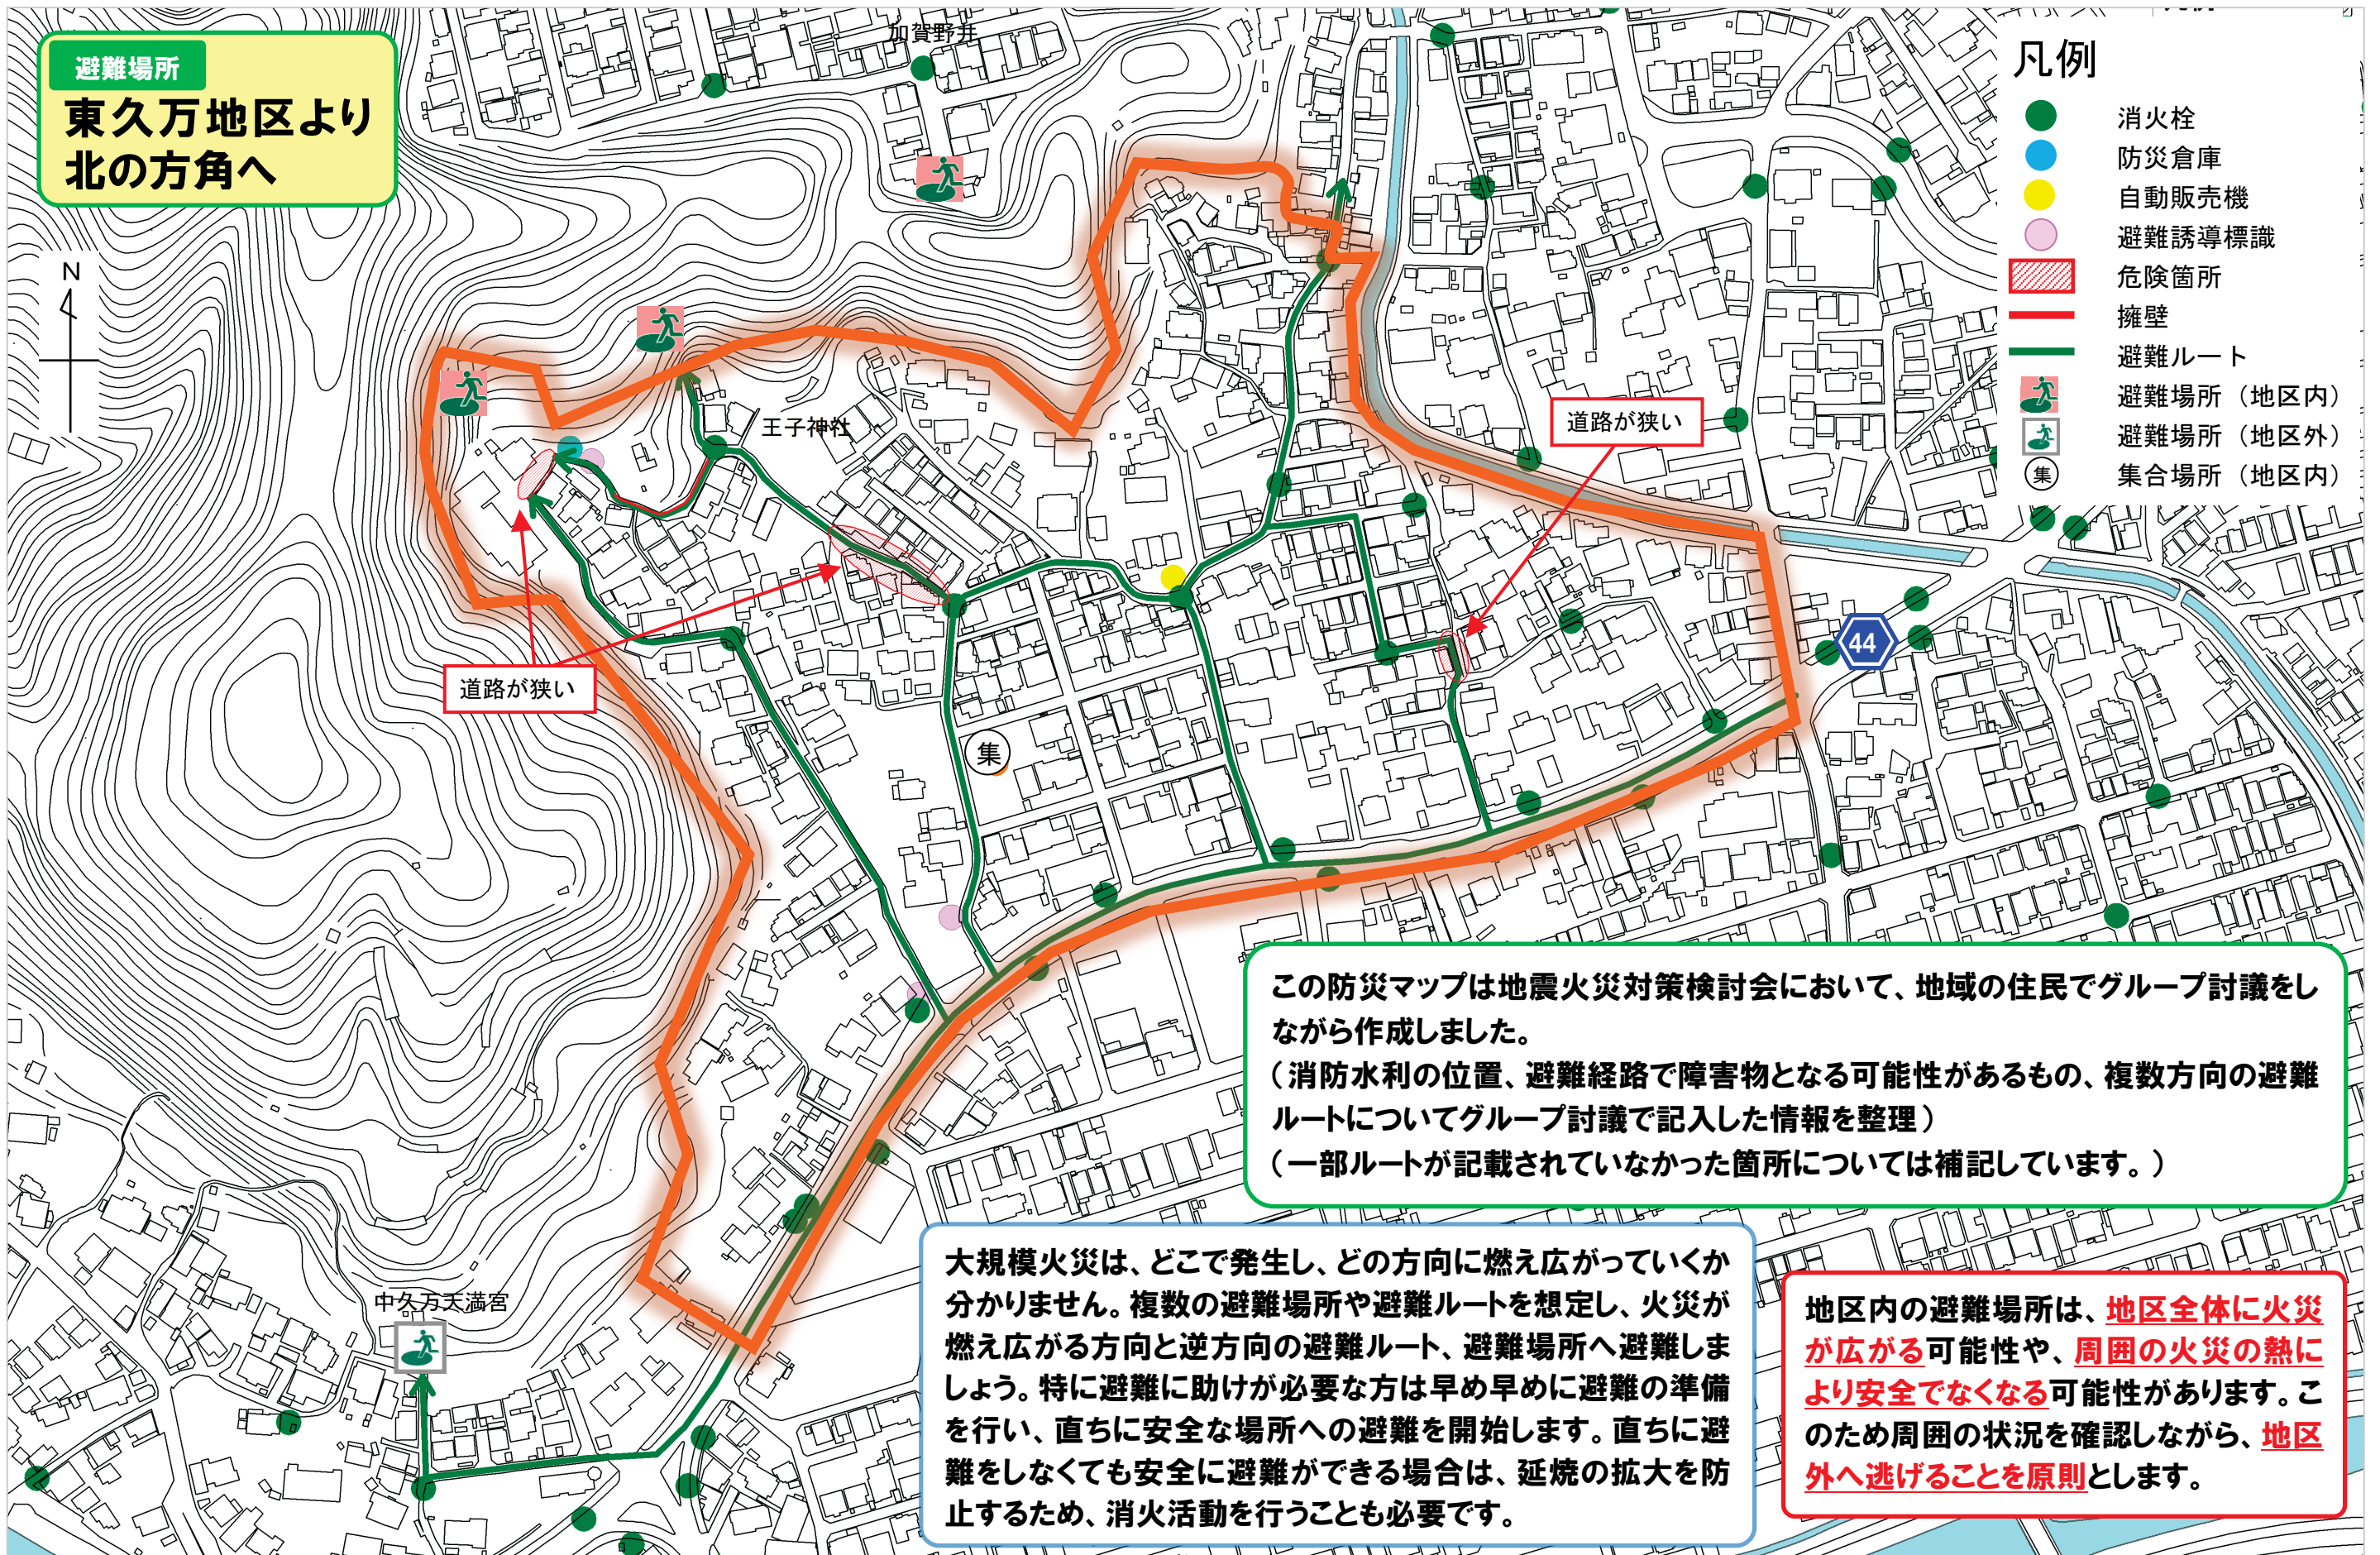 避難場所
東久万地区より
北の方角へ
加賀野井
N
凡例
消火栓
防災倉庫
自動販売機
避難誘導標識
危険箇所
擁壁
避難ルート
避難場所（地区内）
避難場所（地区外）
集 集合場所（地区内）
王子神社
道路が狭い
道路が狭い
44
集
中久万天満宮
この防災マップは地震火災対策検討会において、地域の住民でグループ討議をし
ながら作成しました。
（消防水利の位置、避難経路で障害物となる可能性があるもの、複数方向の避難
ルートについてグループ討議で記入した情報を整理）
（一部ルートが記載されていなかった箇所については補記しています。）
大規模火災は、どこで発生し、どの方向に燃え広がっていくか
分かりません。複数の避難場所や避難ルートを想定し、火災が
燃え広がる方向と逆方向の避難ルート、避難場所へ避難しま
しょう。特に避難に助けが必要な方は早め早めに避難の準備
を行い、直ちに安全な場所への避難を開始します。直ちに避
難をしなくても安全に避難ができる場合は、延焼の拡大を防
止するため、消火活動を行うことも必要です。
地区内の避難場所は、地区全体に火災
が広がる可能性や、周囲の火災の熱に
より安全でなくなる可能性があります。こ
のため周囲の状況を確認しながら、地区
外へ逃げることを原則とします。